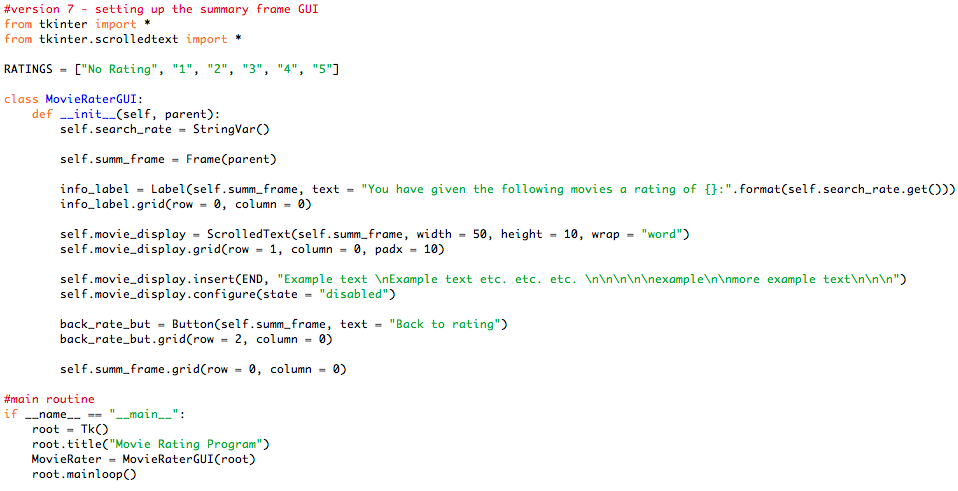 #version 7 - setting up the summary frame GUI
from tkinter import *
from tkinter.scrolledtext import *

RATINGS = ["No Rating", "1", "2", "3", "4", "5"]

class MovieRaterGUI:
    def __init__(self, parent):
        self.search_rate = StringVar()

        self.summ_frame = Frame(parent)

        info_label = Label(self.summ_frame, text = "You have given the following movies a rating of {}:".format(self.search_rate.get()))
        info_label.grid(row = 0, column = 0)

        self.movie_display = ScrolledText(self.summ_frame, width = 50, height = 10, wrap = "word")
        self.movie_display.grid(row = 1, column = 0, padx = 10)

        self.movie_display.insert(END, "Example text \nExample text etc. etc. etc. \n\n\n\n\nexample\n\nmore example text\n\n\n")
        self.movie_display.configure(state = "disabled")

        back_rate_but = Button(self.summ_frame, text = "Back to rating")
        back_rate_but.grid(row = 2, column = 0)

        self.summ_frame.grid(row = 0, column = 0)

#main routine
if __name__ == "__main__":
    root = Tk()
    root.title("Movie Rating Program")
    MovieRater = MovieRaterGUI(root)
    root.mainloop()